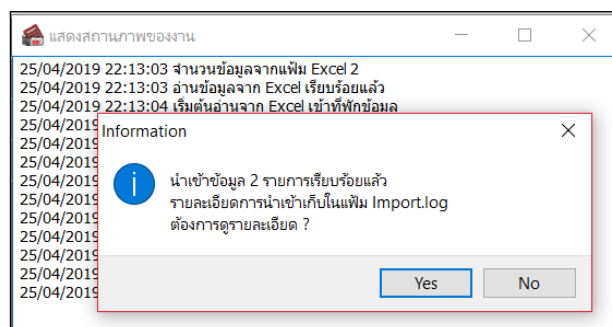 แสดงสถานภาพของงาน
25/04/2019 22:13:03 จำนวนข้อมูลจากแฟ้ม Excel 2
25/04/2019 22:13:03 อ่านข้อมูลจาก Excel เรียบร้อยแล้ว
25/04/2019 22:13:04 เริ่มต้นอ่านจาก Excel เข้าที่พักข้อมูล
25/04/2019
25/04/2019
25/04/2019
25/04/2019
25/04/2019
25/04/2019
25/04/2019
25/04/2019
25/04/2019
25/04/2019
Information
นำเข้าข้อมูล 2 รายการเรียบร้อยแล้ว
รายละเอียดการนำเข้าเก็บในแฟ้ม Import.log
ต้องการดูรายละเอียด ?
Yes
No